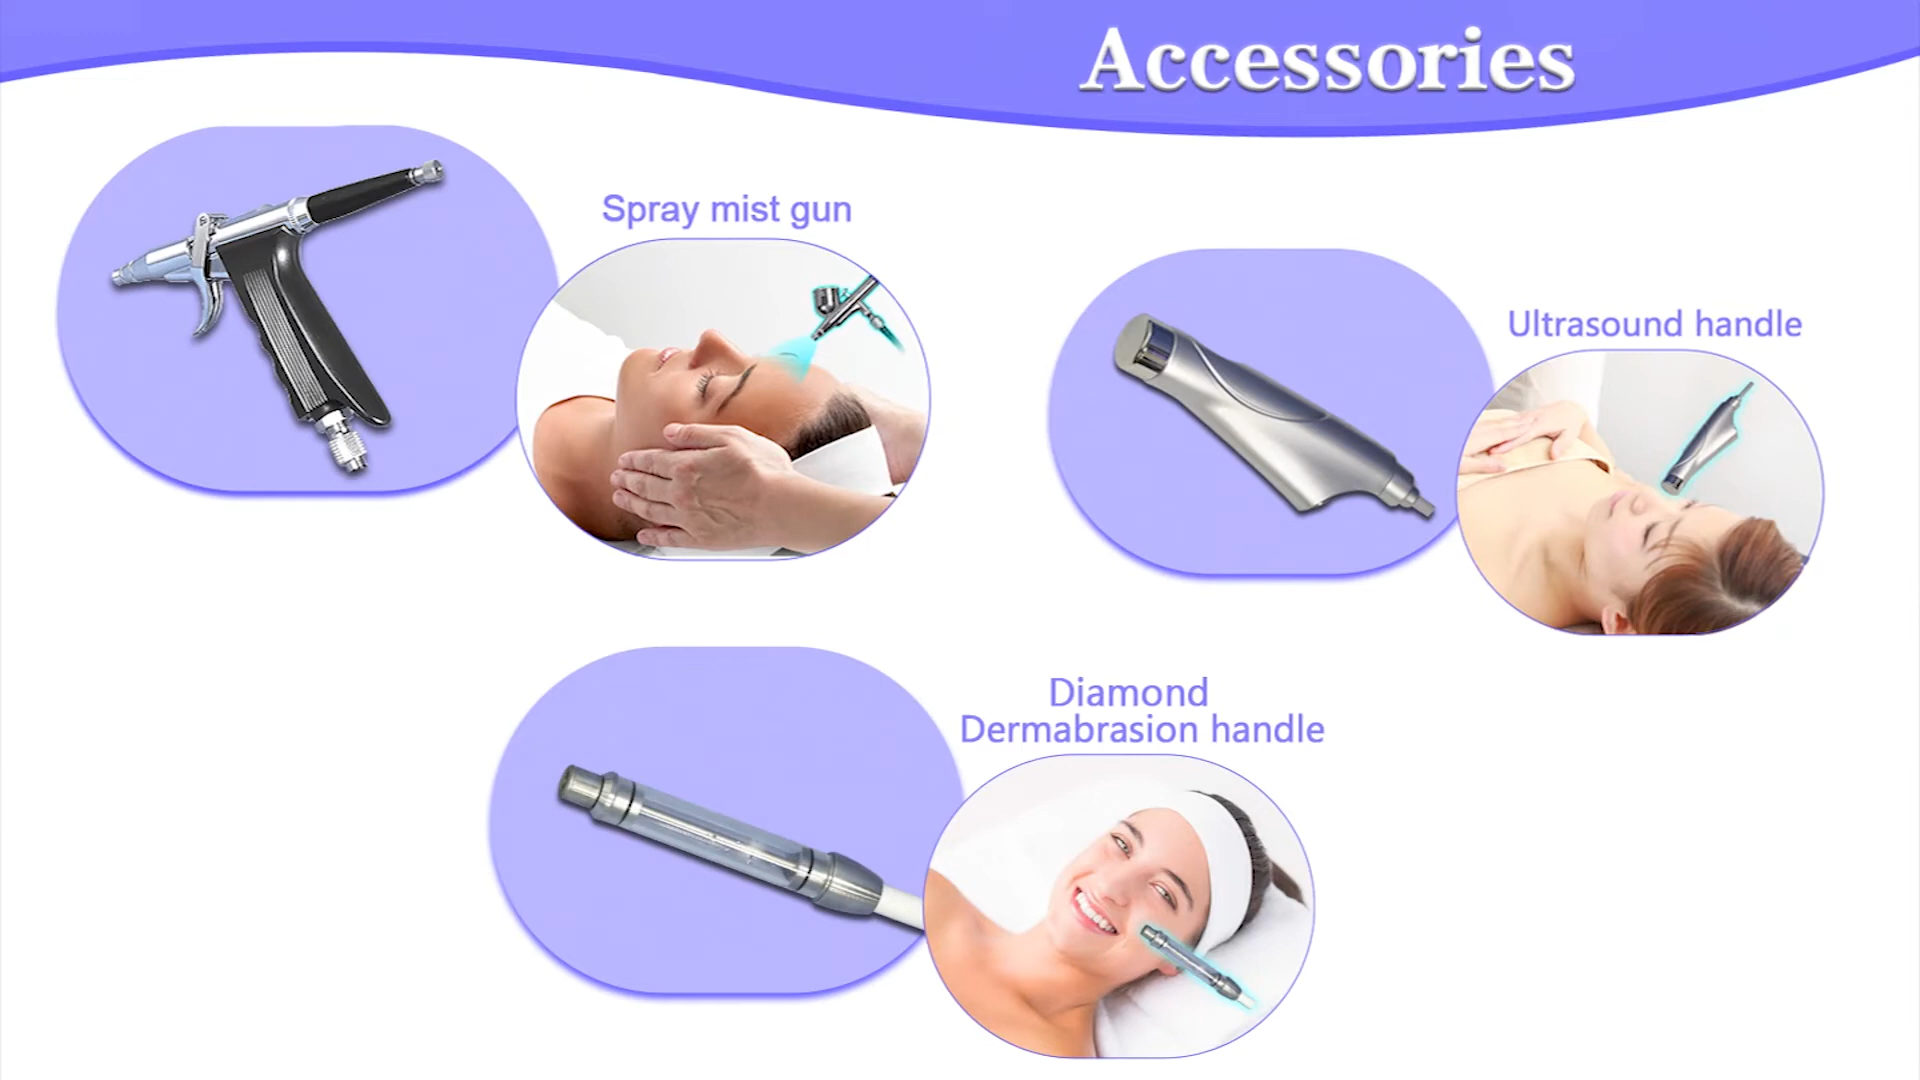 Accessories
Spray mist gun
Ultrasound handle
Diamond
Dermabrasion handle